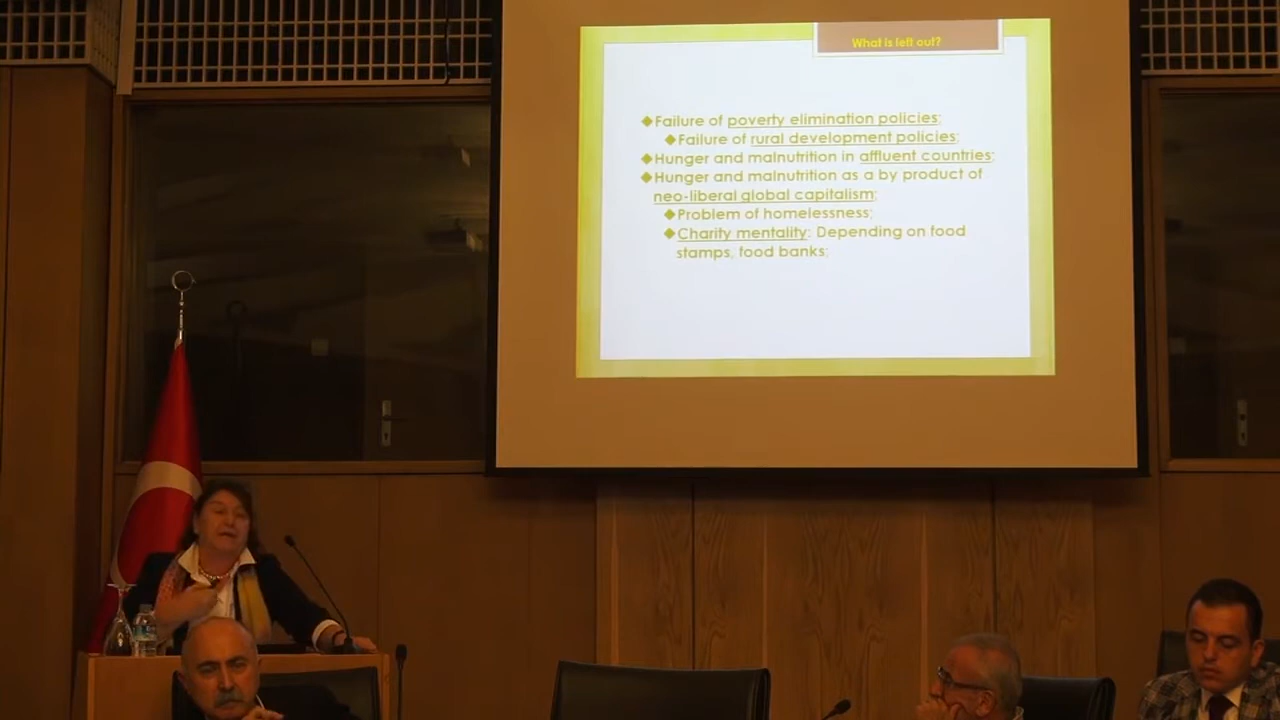 What is left out?
◆Failure of poverty elimination policies;
◆Failure of rural development policies;
◆Hunger and malnutrition in affluent countries;
◆Hunger and malnutrition as a by product of
neo-liberal global capitalism;
◆Problem of homelessness;
◆Charity mentality: Depending on food
stamps, food banks;